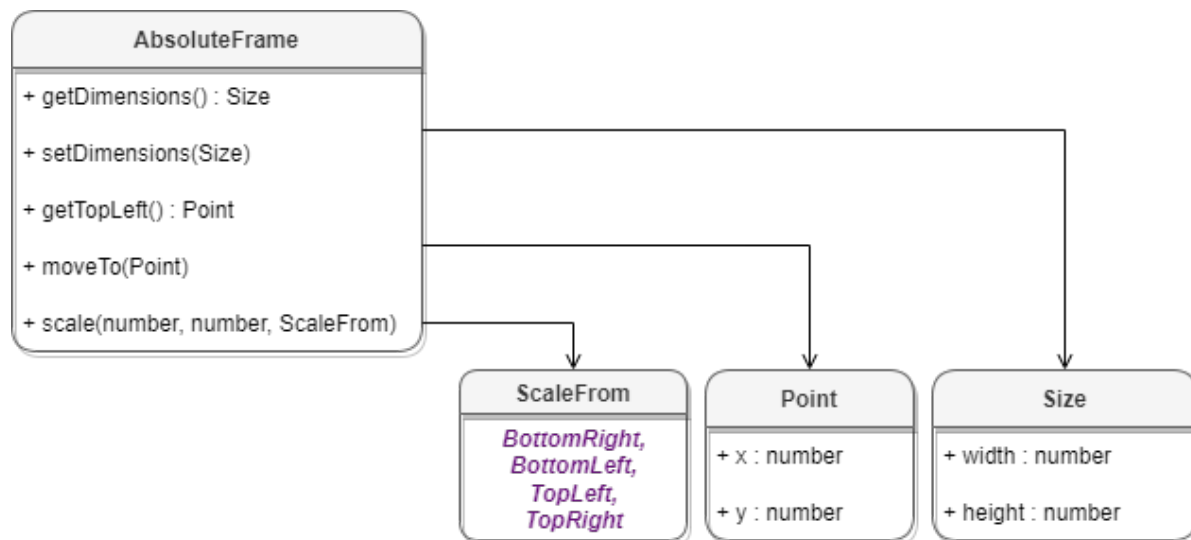 AbsoluteFrame
+ getDimensions() : Size
+ setDimensions(Size)
+ getTopLeft() : Point
+ moveTo(Point)
+ scale(number, number, ScaleFrom)
ScaleFrom
BottomRight,
BottomLeft,
TopLeft,
TopRight
Point
+ x : number
+ y : number
Size
+ width : number
+ height : number